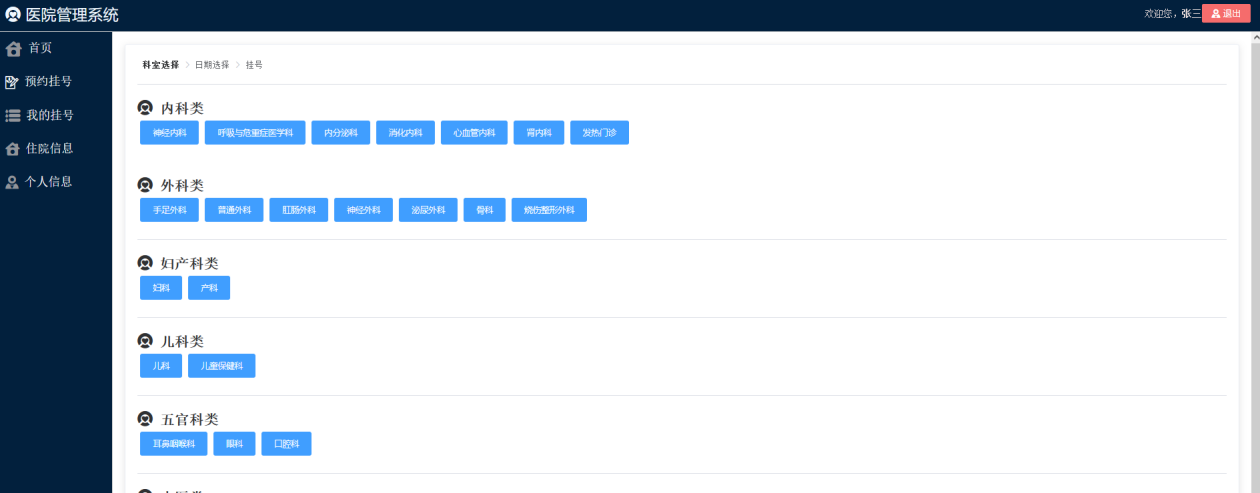 医院管理系统
欢迎您，张三 退出
首页
预约挂号
我的挂号
住院信息
个人信息
科室选择 > 日期选择 > 挂号
内科类
神经内科 呼吸与危重症医学科 内分泌科 消化内科 心血管内科 肾内科 发热门诊
外科类
手足外科 普通外科 肛肠外科 神经外科 泌尿外科 骨科 烧伤整形外科
妇产科类
妇科 产科
儿科类
儿科 儿童保健科
五官科类
耳鼻咽喉科 眼科 口腔科